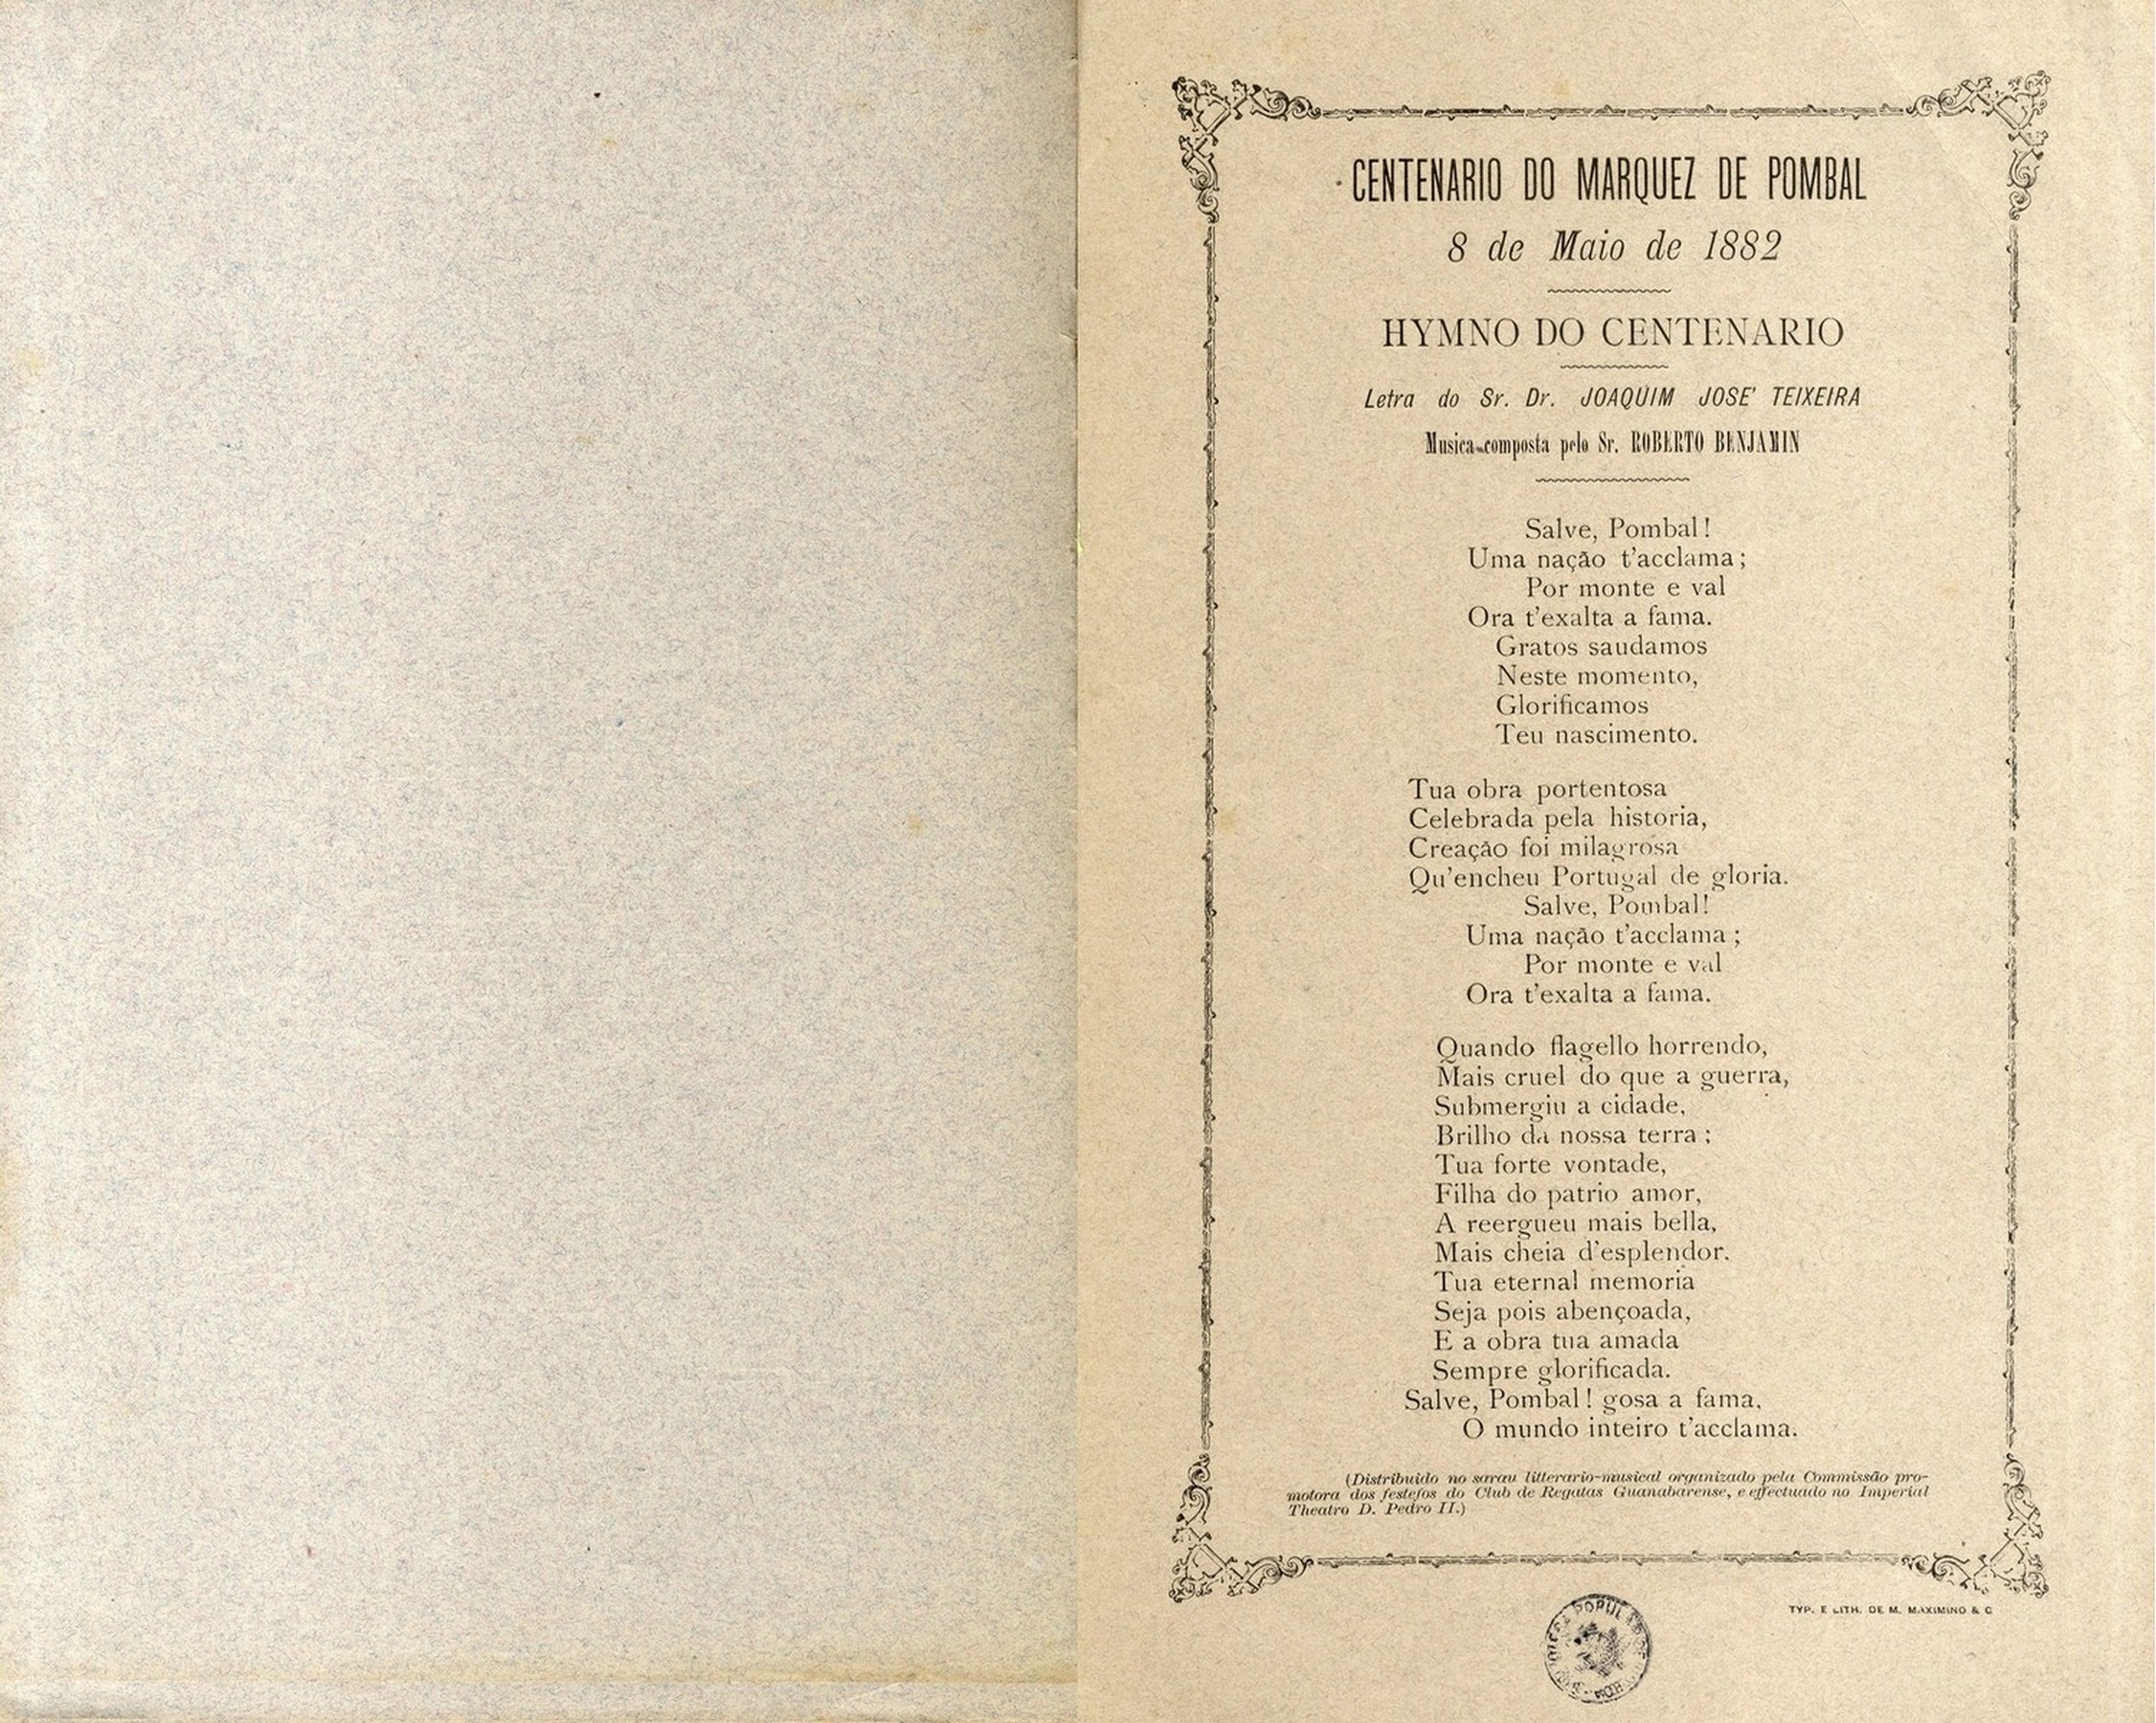 CENTENARIO DO MARQUEZ DE POMBAL
8 de Maio de 1882
HYMNO DO CENTENARIO
Letra do Sr. Dr. JOAQUIM JOSE' TEIXEIRA
Musica composta pelo Sr. ROBERTO BENJAMIN
Salve, Pombal!
Uma nação t'acclama;
Por monte e val
Ora t'exalta a fama.
Gratos saudamos
Neste momento,
Glorificamos
Teu nascimento.
Tua obra portentosa
Celebrada pela historia,
Creação foi milagrosa
Qu'encheu Portugal de gloria.
Salve, Pombal!
Uma nação t'acclama;
Por monte e val
Ora t'exalta a fama.
Quando flagello horrendo,
Mais cruel do que a guerra,
Submergiu a cidade,
Brilho da nossa terra;
Tua forte vontade,
Filha do patrio amor,
A reergueu mais bella,
Mais cheia d'esplendor.
Tua eternal memoria
Seja pois abençoada,
E a obra tua amada
Sempre glorificada.
Salve, Pombal! gosa a fama,
O mundo inteiro t'acclama.
(Distribuido no sarau litterario-musical organizado pela Commissão pro-
motora dos festejos do Club de Regatas Guanabarense, e effectuado no Imperial
Theatro D. Pedro II.)
TYP. E LITH. DE M. MAXIMINO & C
POPUL